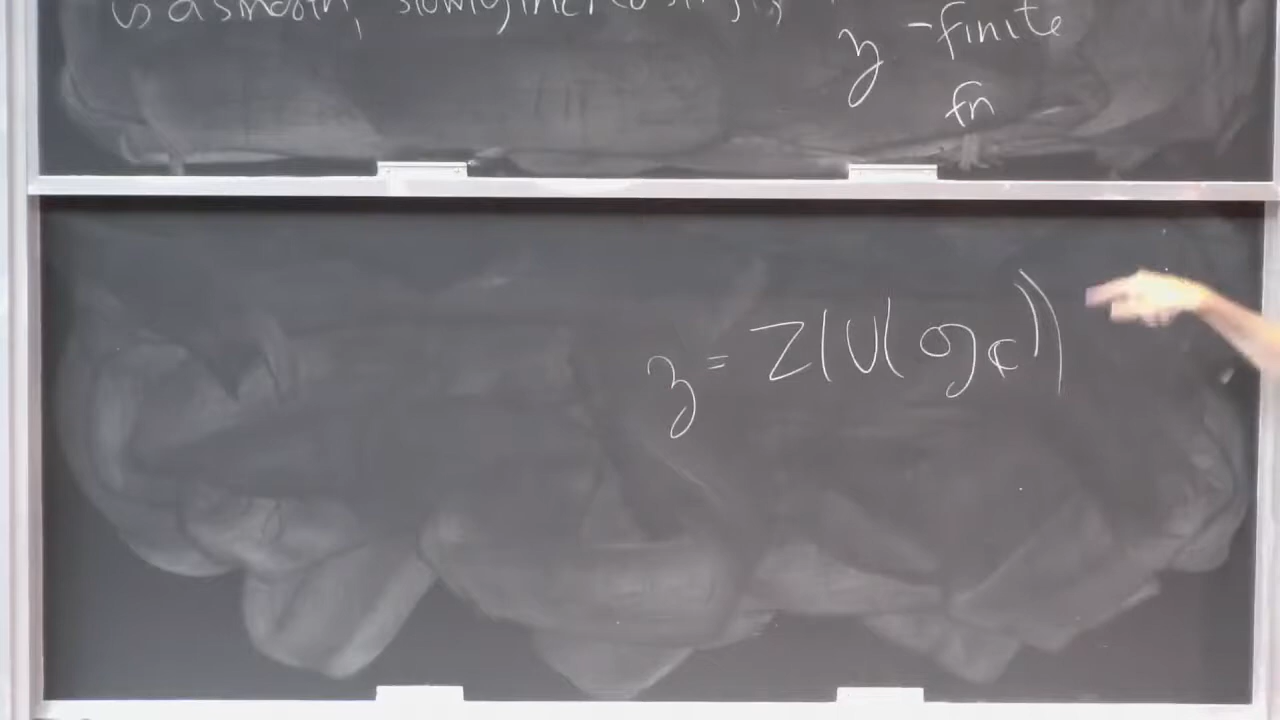 is a smooth, slowly increasing
𝔷 -finite
fn
𝔷 = Z(U(𝔤_ℂ))